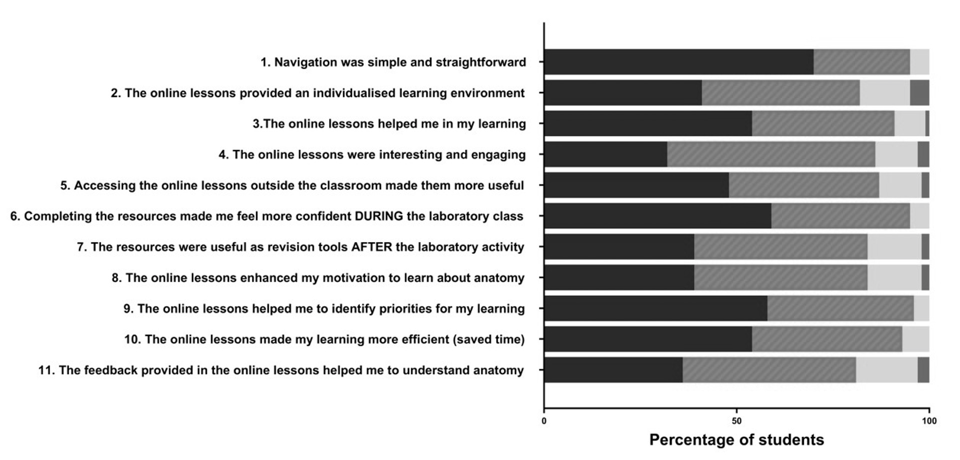 1. Navigation was simple and straightforward
2. The online lessons provided an individualised learning environment
3.The online lessons helped me in my learning
4. The online lessons were interesting and engaging
5. Accessing the online lessons outside the classroom made them more useful
6. Completing the resources made me feel more confident DURING the laboratory class
7. The resources were useful as revision tools AFTER the laboratory activity
8. The online lessons enhanced my motivation to learn about anatomy
9. The online lessons helped me to identify priorities for my learning
10. The online lessons made my learning more efficient (saved time)
11. The feedback provided in the online lessons helped me to understand anatomy
0 50 100
Percentage of students